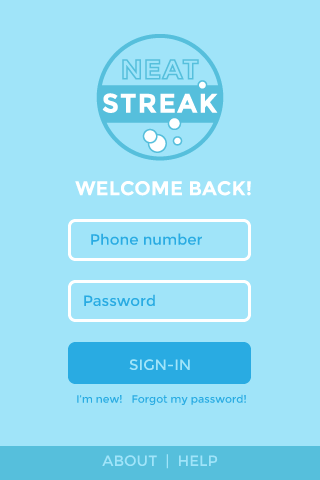 NEAT
STREAK
WELCOME BACK!
Phone number
Password
SIGN-IN
I'm new! Forgot my password!
ABOUT | HELP